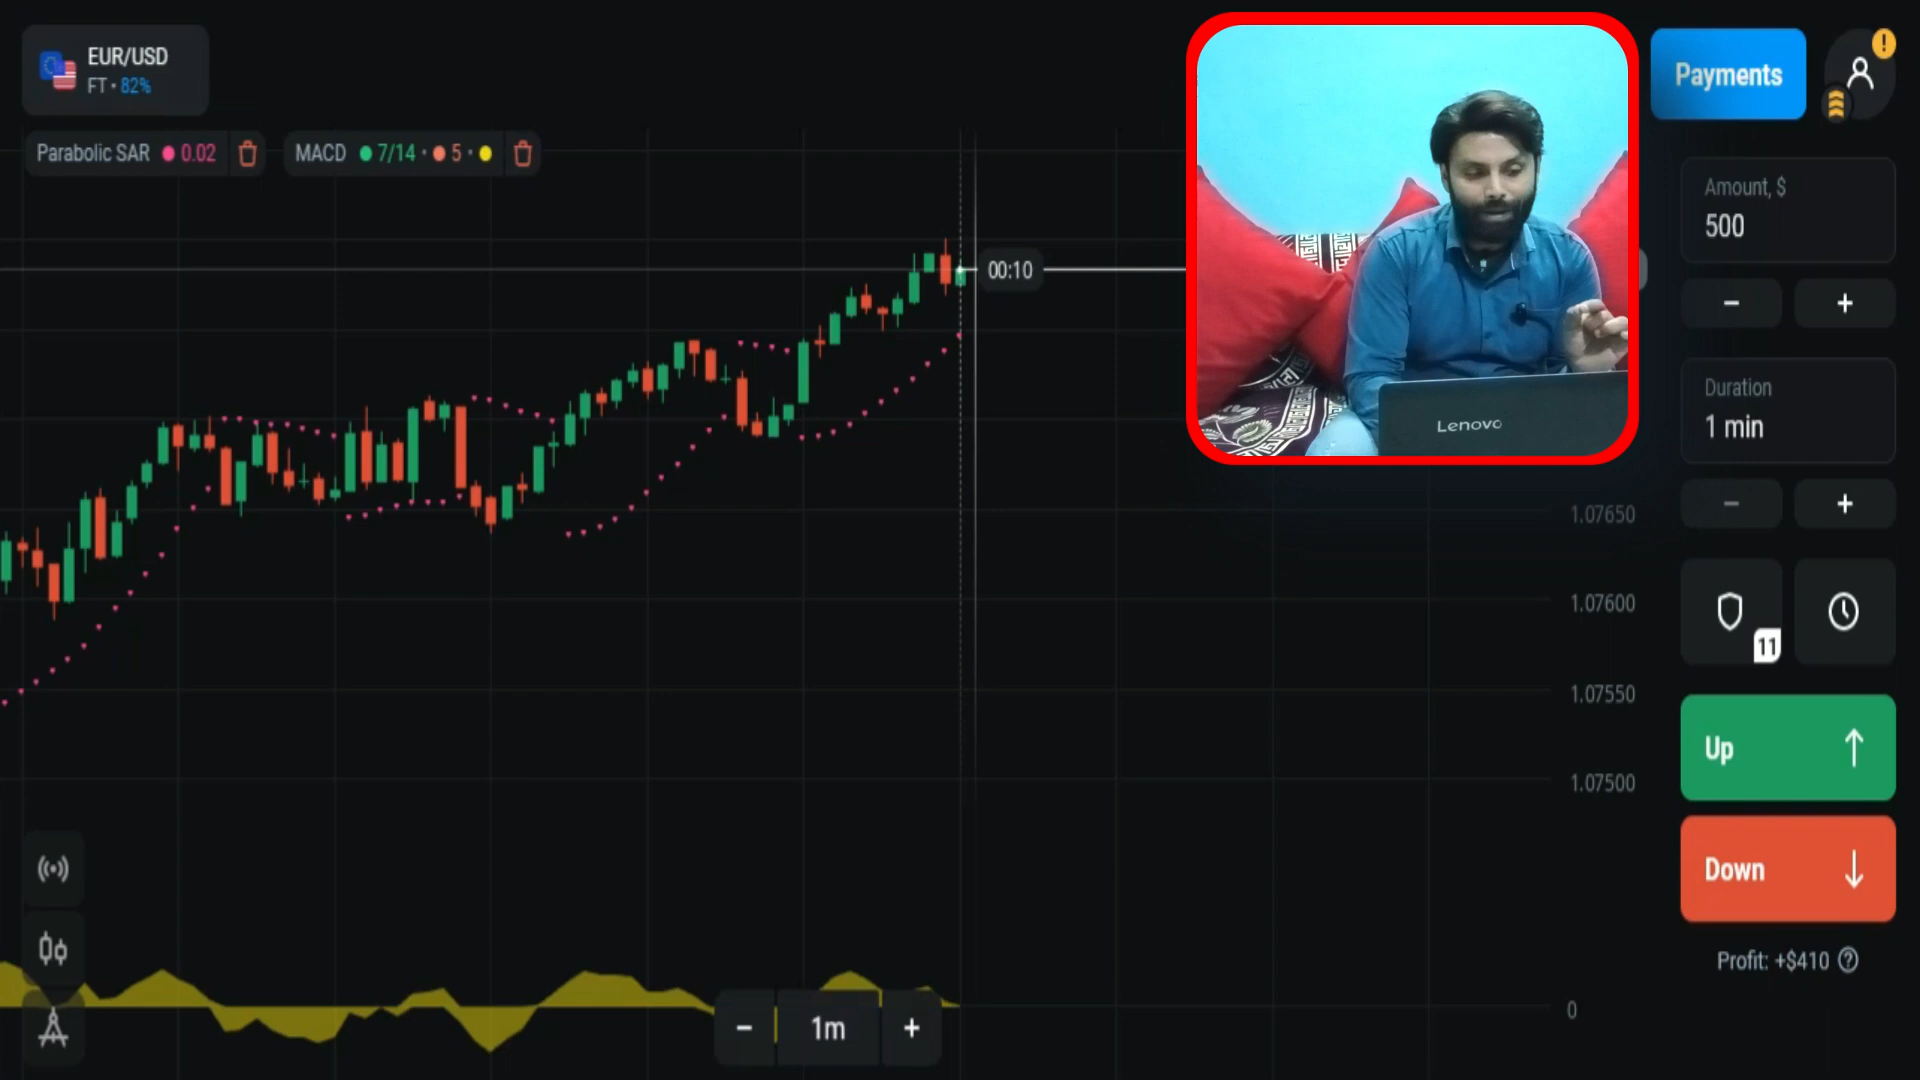 EUR/USD
FT • 82%
Payments
!
Parabolic SAR 0.02
MACD 7/14 • 5 •
Amount, $
500
− +
00:10
Duration
1 min
− +
Lenovo
1.07650
1.07600
1.07550
1.07500
0
11
Up
Down
Profit: +$410 ?
− 1m +